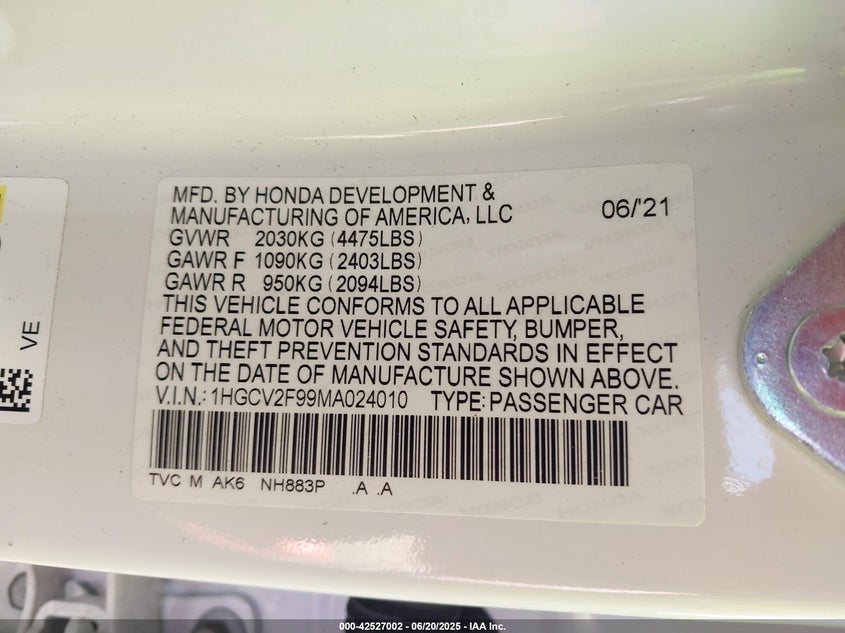 MFD. BY HONDA DEVELOPMENT &
MANUFACTURING OF AMERICA, LLC 06/'21
GVWR 2030KG (4475LBS)
GAWR F 1090KG (2403LBS)
GAWR R 950KG (2094LBS)
THIS VEHICLE CONFORMS TO ALL APPLICABLE
FEDERAL MOTOR VEHICLE SAFETY, BUMPER,
AND THEFT PREVENTION STANDARDS IN EFFECT
ON THE DATE OF MANUFACTURE SHOWN ABOVE.
V.I.N.: 1HGCV2F99MA024010 TYPE: PASSENGER CAR
TVC M AK6 NH883P .A .A
VE
000-42527002 - 06/20/2025 - IAA Inc.